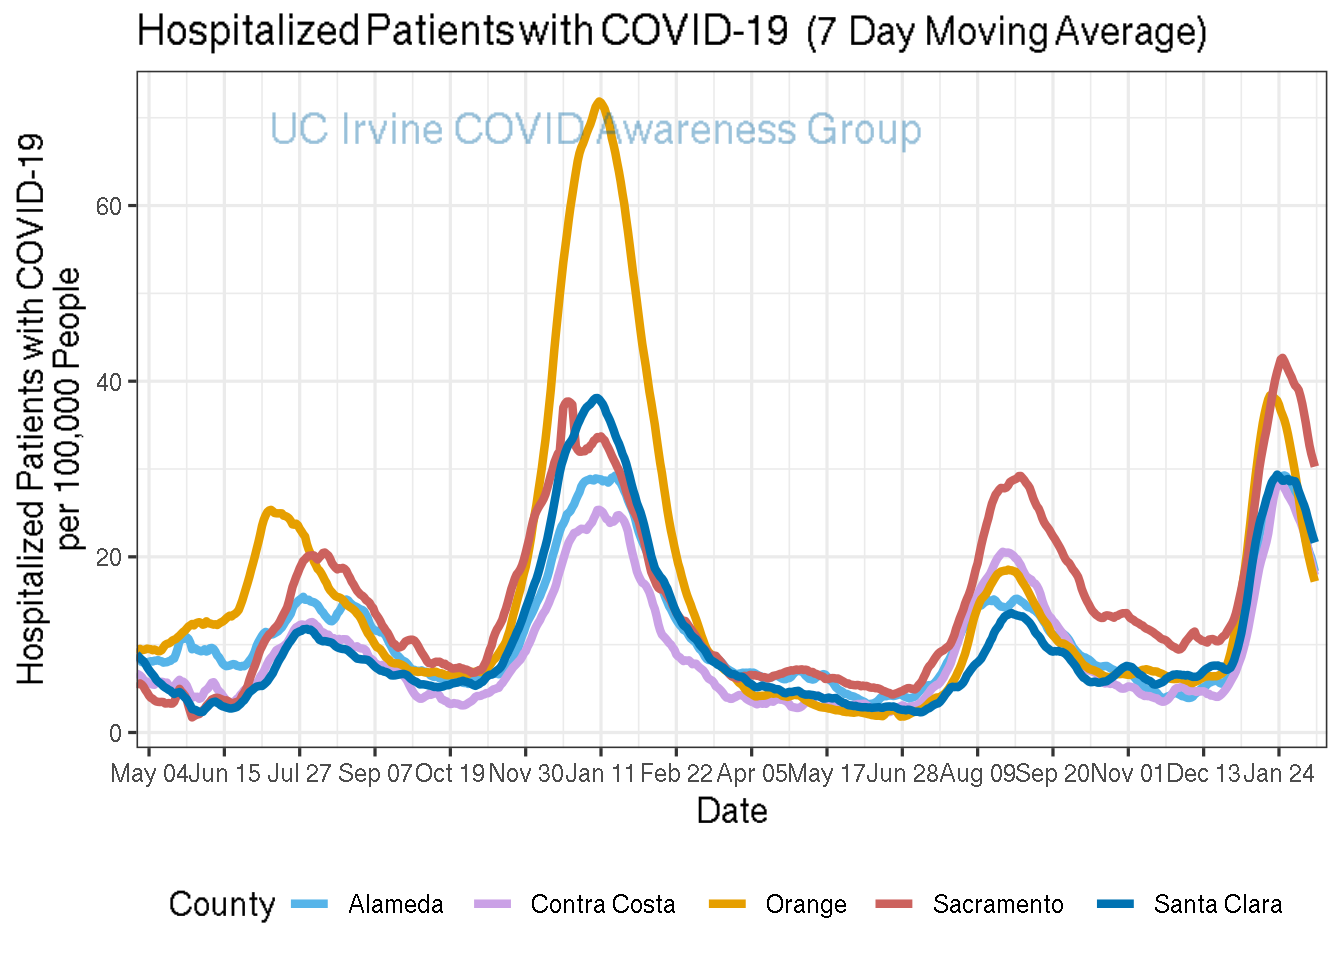 Hospitalized Patients with COVID-19 (7 Day Moving Average)
UC Irvine COVID Awareness Group
Hospitalized Patients with COVID-19
per 100,000 People
60
40
20
0
May 04 Jun 15 Jul 27 Sep 07 Oct 19 Nov 30 Jan 11 Feb 22 Apr 05 May 17 Jun 28 Aug 09 Sep 20 Nov 01 Dec 13 Jan 24
Date
County Alameda Contra Costa Orange Sacramento Santa Clara